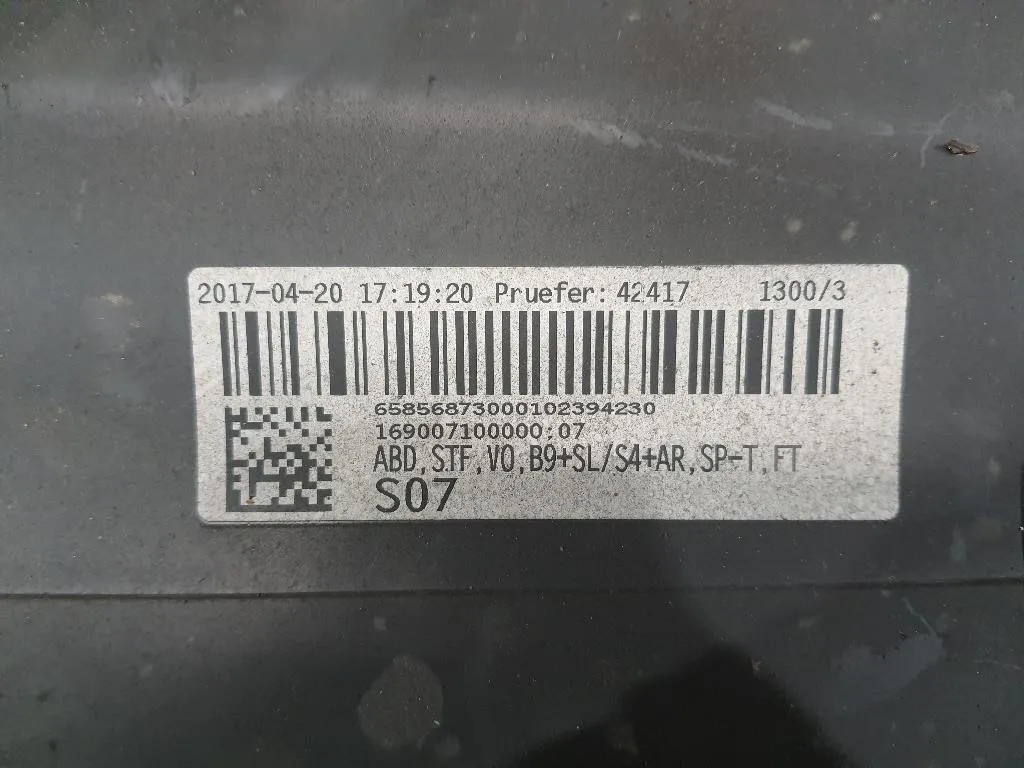 2017-04-20 17:19:20 Pruefer: 42417 1300/3
65856873000102394230
169007100000:07
ABD,STF,VO,B9+SL/S4+AR,SP-T,FT
S07